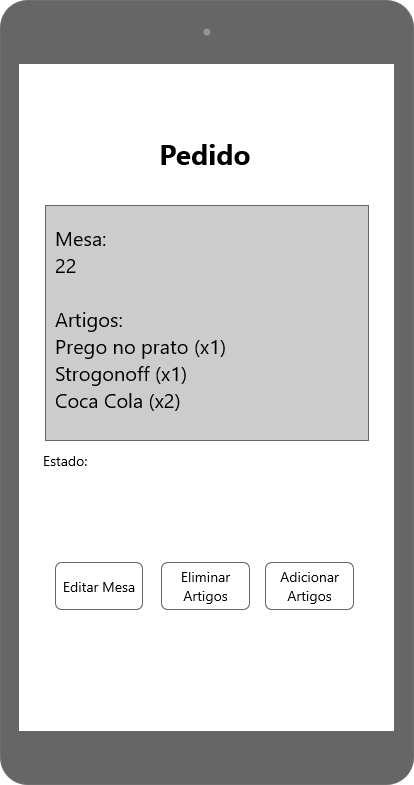 Pedido
Mesa:
22
Artigos:
Prego no prato (x1)
Strogonoff (x1)
Coca Cola (x2)
Estado:
Editar Mesa
Eliminar
Artigos
Adicionar
Artigos